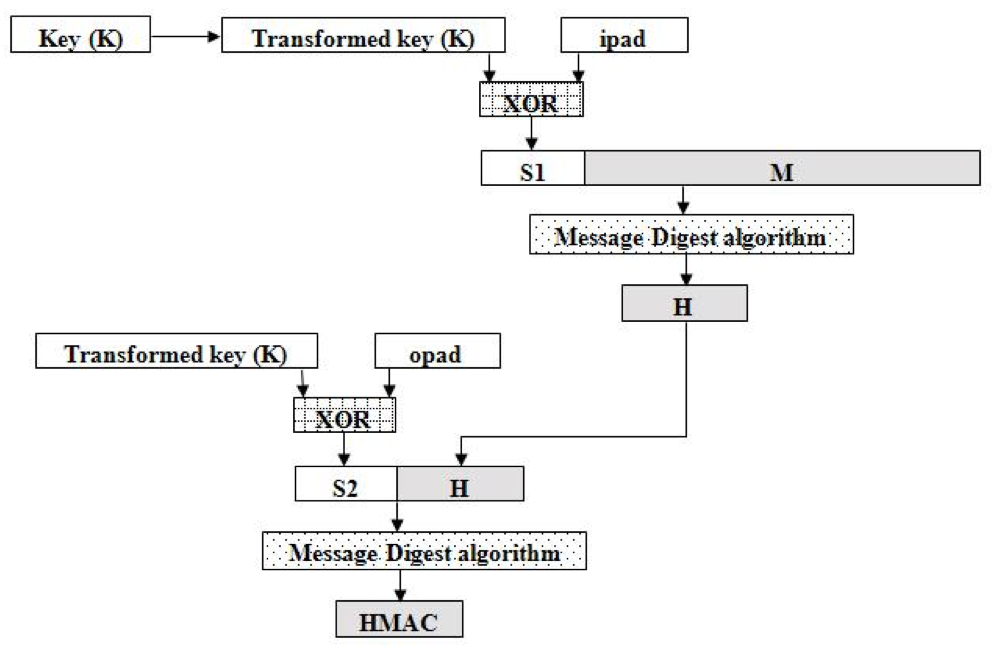 Key (K)
Transformed key (K)
ipad
XOR
S1
M
Message Digest algorithm
H
Transformed key (K)
opad
XOR
S2
H
Message Digest algorithm
HMAC